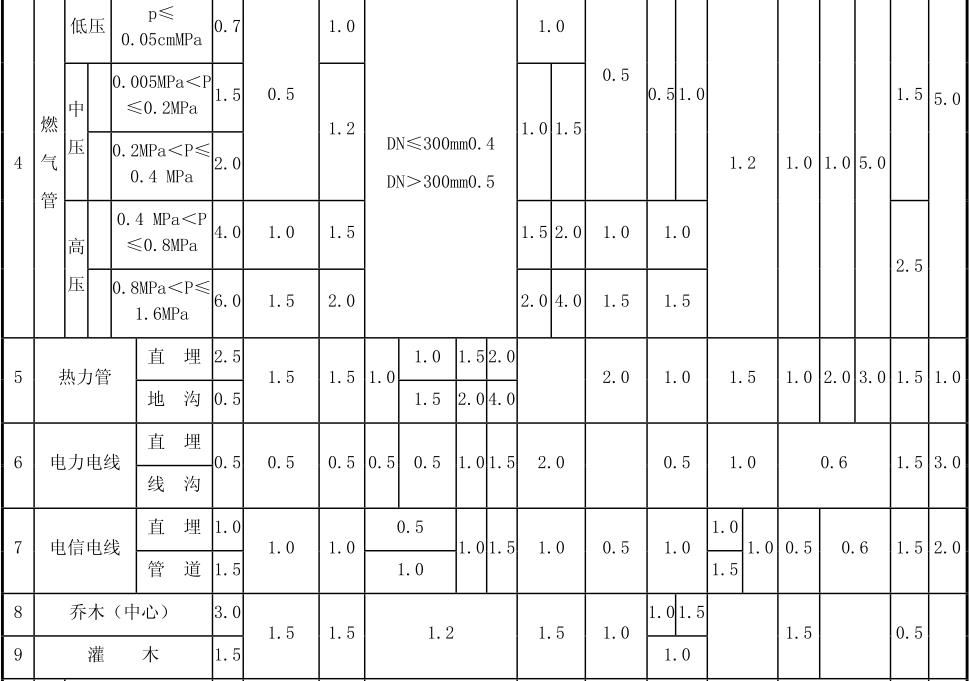 低压 p≤ 0.7 1.0 1.0
0.05cmMPa
0.5 0.5 1.0 1.5 5.0
中压 0.005MPa＜P 1.5 0.5
≤0.2MPa
1.2 1.0 1.5
4 燃气管 0.2MPa＜P≤ 2.0 DN≤300mm0.4 1.2 1.0 1.0 5.0
0.4 MPa DN＞300mm0.5
高压 0.4 MPa＜P 4.0 1.0 1.5 1.5 2.0 1.0 1.0
≤0.8MPa
2.5
0.8MPa＜P≤ 6.0 1.5 2.0 2.0 4.0 1.5 1.5
1.6MPa
直 埋 2.5 1.0 1.5 2.0
5 热力管 1.5 1.5 1.0 2.0 1.0 1.5 1.0 2.0 3.0 1.5 1.0
地 沟 0.5 1.5 2.0 4.0
直 埋
6 电力电线 0.5 0.5 0.5 0.5 0.5 1.0 1.5 2.0 0.5 1.0 0.6 1.5 3.0
线 沟
直 埋 1.0 0.5 1.0
7 电信电线 1.0 1.0 1.0 1.5 1.0 0.5 1.0 1.0 0.5 0.6 1.5 2.0
管 道 1.5 1.0 1.5
8 乔木（中心） 3.0 1.0 1.5
1.5 1.5 1.2 1.5 1.0 1.5 0.5
9 灌 木 1.5 1.0